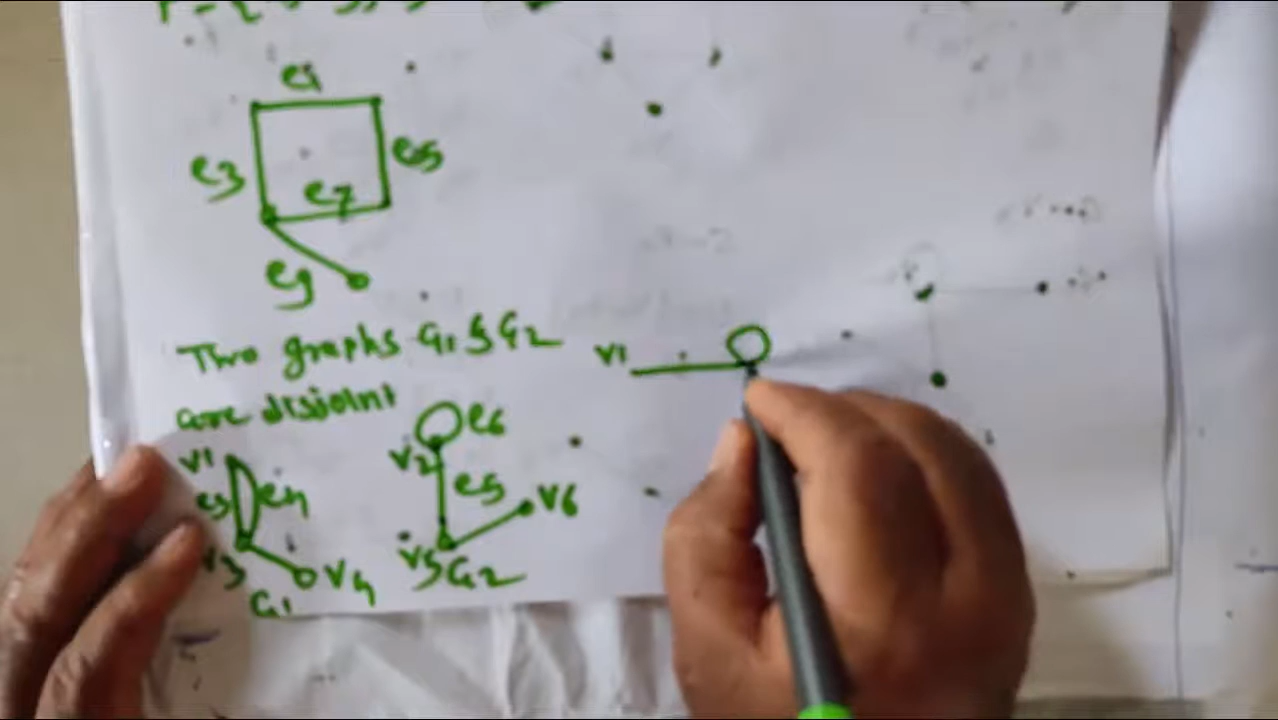 e1
e3
e5
e7
e9
Two graphs G1 & G2
are disjoint
v1
e3
e4
v3
v4
G1
e6
v2
e5
v6
v5
G2
v1